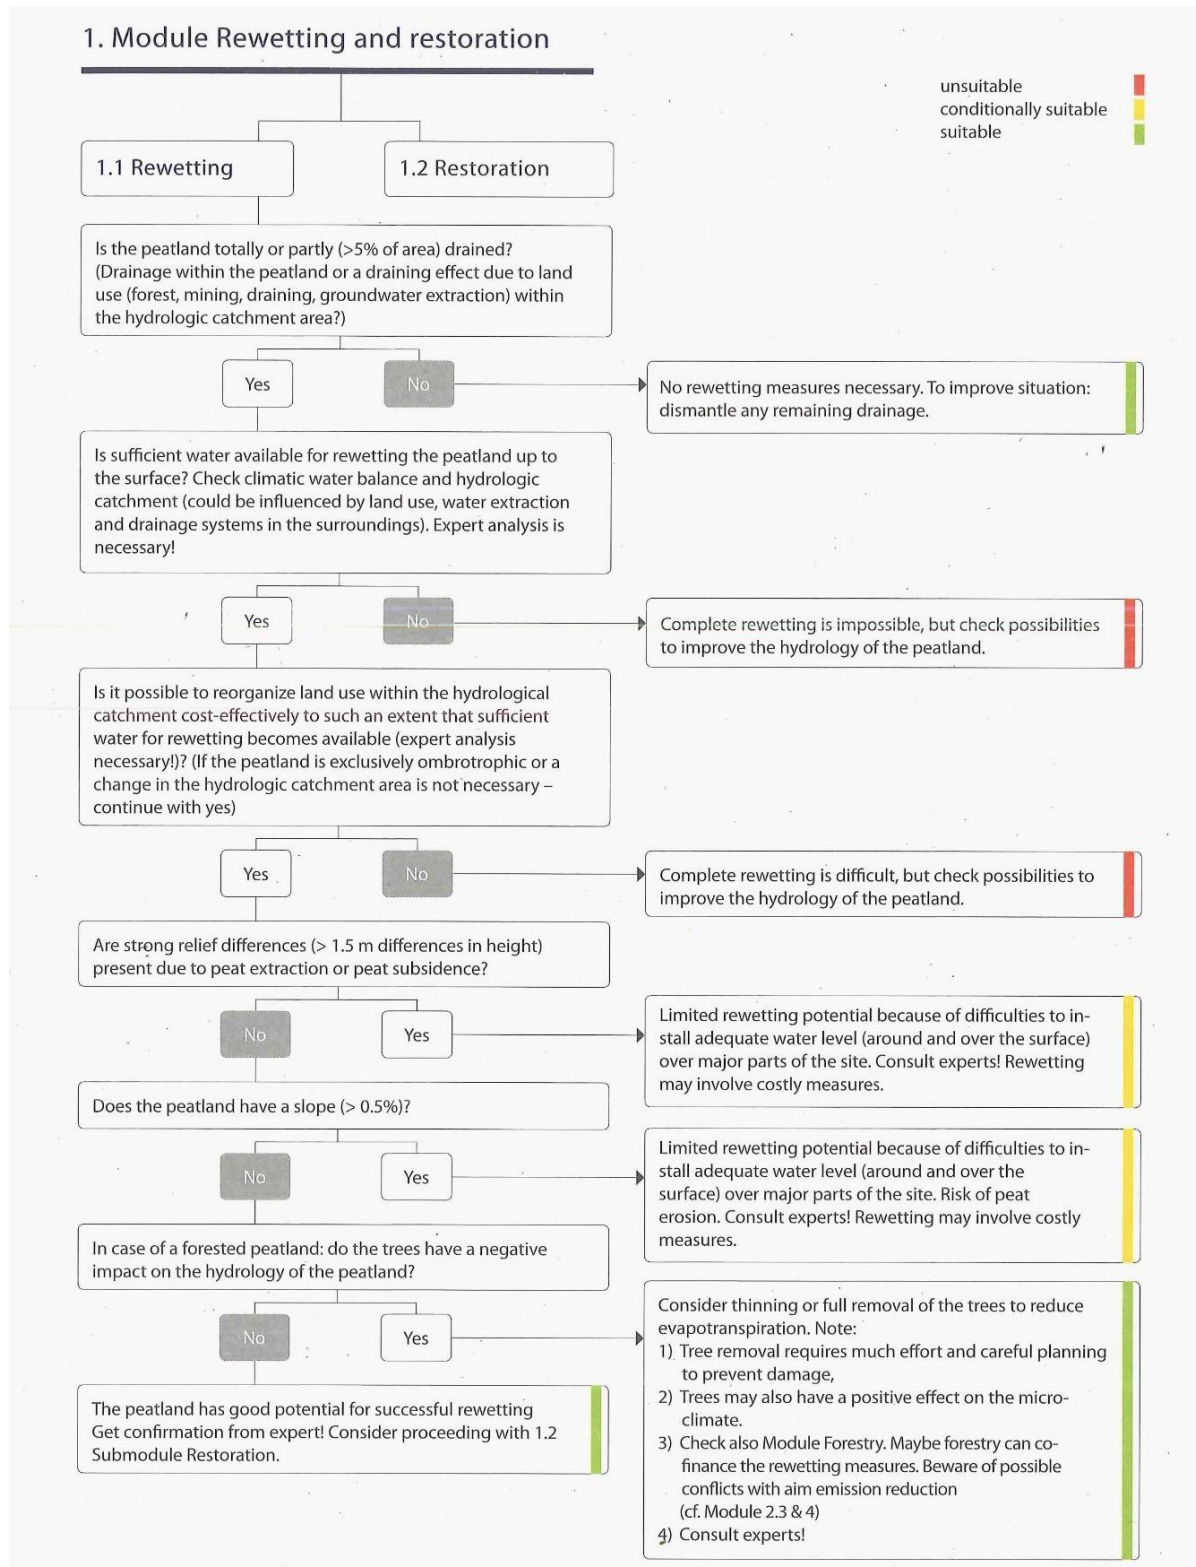 1. Module Rewetting and restoration
unsuitable
conditionally suitable
suitable
1.1 Rewetting
1.2 Restoration
Is the peatland totally or partly (>5% of area) drained?
(Drainage within the peatland or a draining effect due to land
use (forest, mining, draining, groundwater extraction) within
the hydrologic catchment area?)
Yes
No
No rewetting measures necessary. To improve situation:
dismantle any remaining drainage.
Is sufficient water available for rewetting the peatland up to
the surface? Check climatic water balance and hydrologic
catchment (could be influenced by land use, water extraction
and drainage systems in the surroundings). Expert analysis is
necessary!
Yes
No
Complete rewetting is impossible, but check possibilities
to improve the hydrology of the peatland.
Is it possible to reorganize land use within the hydrological
catchment cost-effectively to such an extent that sufficient
water for rewetting becomes available (expert analysis
necessary!)? (If the peatland is exclusively ombrotrophic or a
change in the hydrologic catchment area is not necessary –
continue with yes)
Yes
No
Complete rewetting is difficult, but check possibilities to
improve the hydrology of the peatland.
Are strong relief differences (> 1.5 m differences in height)
present due to peat extraction or peat subsidence?
No
Yes
Limited rewetting potential because of difficulties to in-
stall adequate water level (around and over the surface)
over major parts of the site. Consult experts! Rewetting
may involve costly measures.
Does the peatland have a slope (> 0.5%)?
No
Yes
Limited rewetting potential because of difficulties to in-
stall adequate water level (around and over the
surface) over major parts of the site. Risk of peat
erosion. Consult experts! Rewetting may involve costly
measures.
In case of a forested peatland: do the trees have a negative
impact on the hydrology of the peatland?
No
Yes
Consider thinning or full removal of the trees to reduce
evapotranspiration. Note:
1) Tree removal requires much effort and careful planning
to prevent damage,
2) Trees may also have a positive effect on the micro-
climate.
3) Check also Module Forestry. Maybe forestry can co-
finance the rewetting measures. Beware of possible
conflicts with aim emission reduction
(cf. Module 2.3 & 4)
4) Consult experts!
The peatland has good potential for successful rewetting
Get confirmation from expert! Consider proceeding with 1.2
Submodule Restoration.